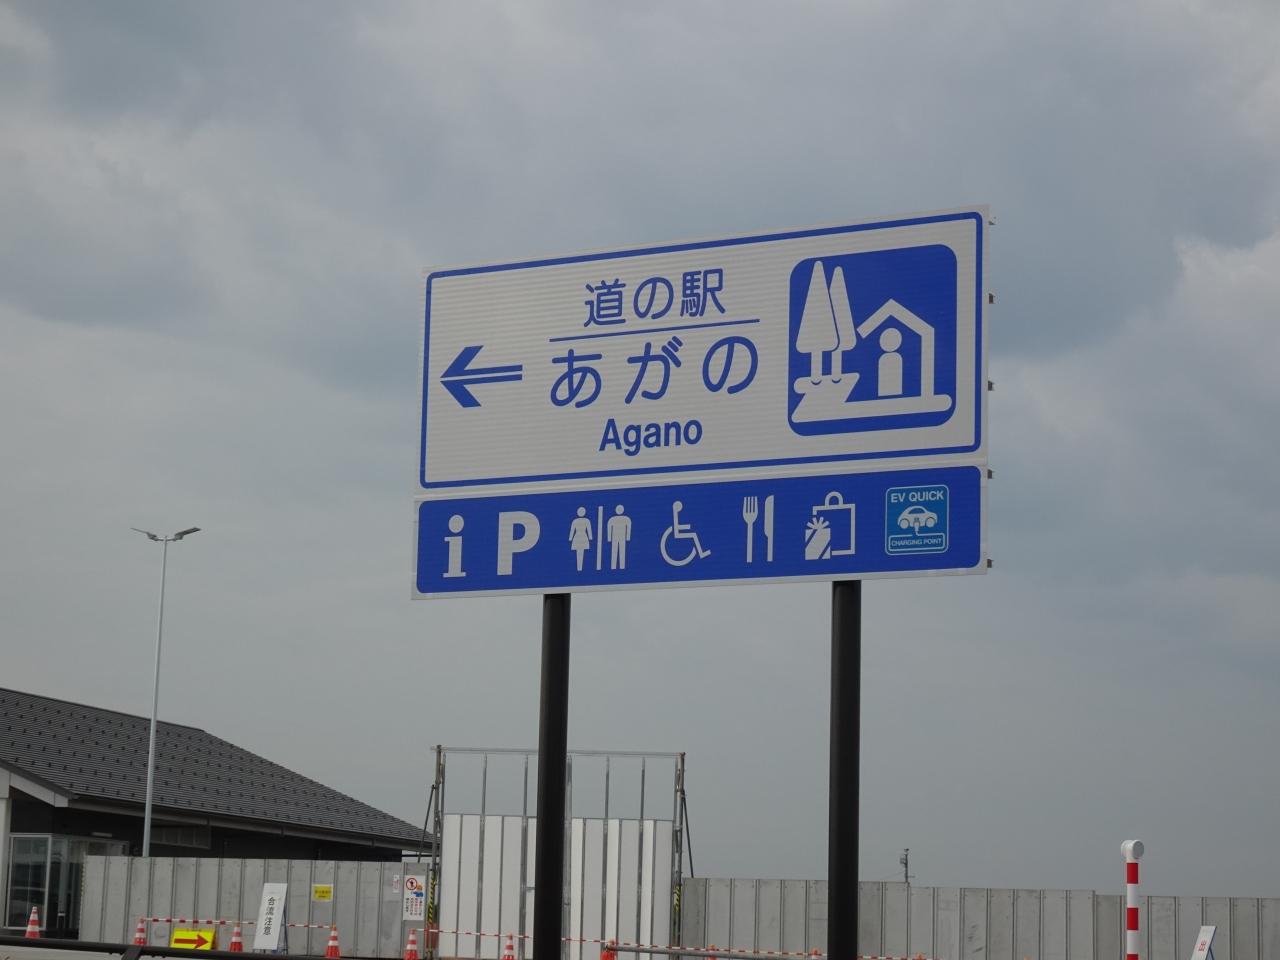 道の駅
あがの
Agano
P
EV QUICK
CHARGING POINT
合流注意